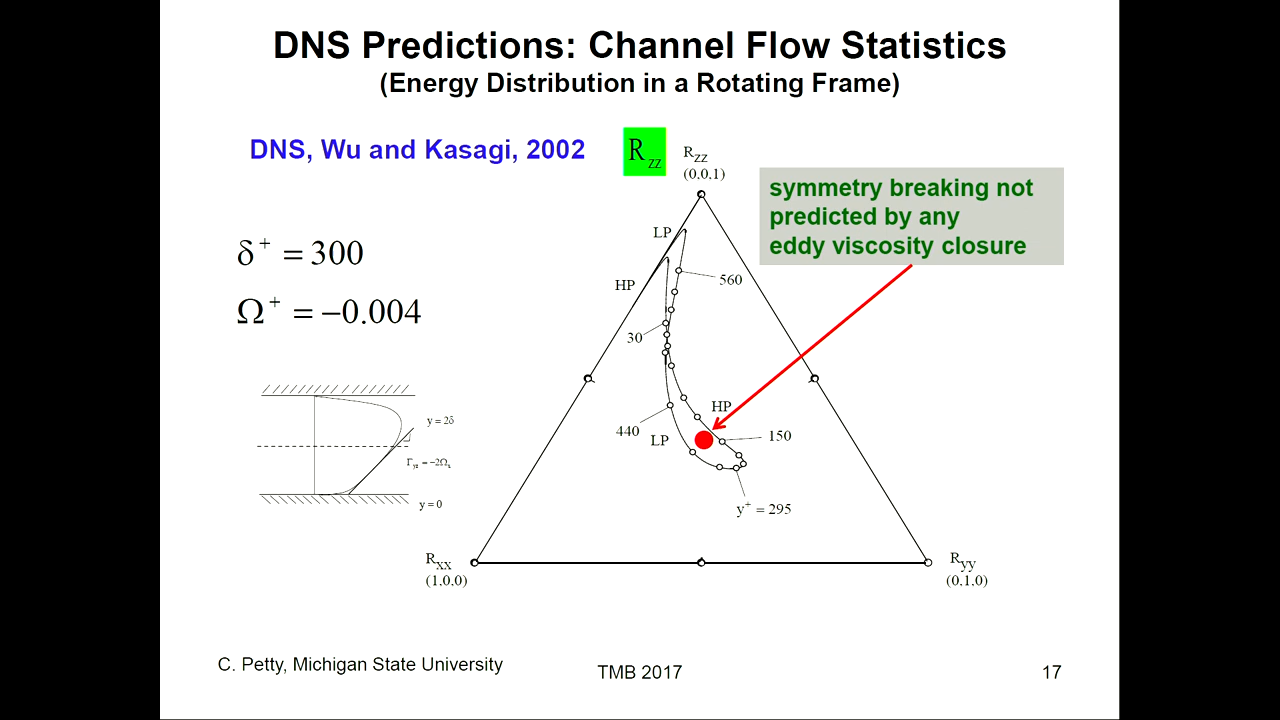 DNS Predictions: Channel Flow Statistics
(Energy Distribution in a Rotating Frame)
DNS, Wu and Kasagi, 2002
R_zz
R_zz
(0.0.1)
symmetry breaking not
predicted by any
eddy viscosity closure
δ⁺ = 300
Ω⁺ = −0.004
LP
HP
560
30
HP
440
LP
150
y⁺ = 295
y = 2δ
y = 0
R_xx
(1.0.0)
R_yy
(0.1.0)
C. Petty, Michigan State University
TMB 2017
17